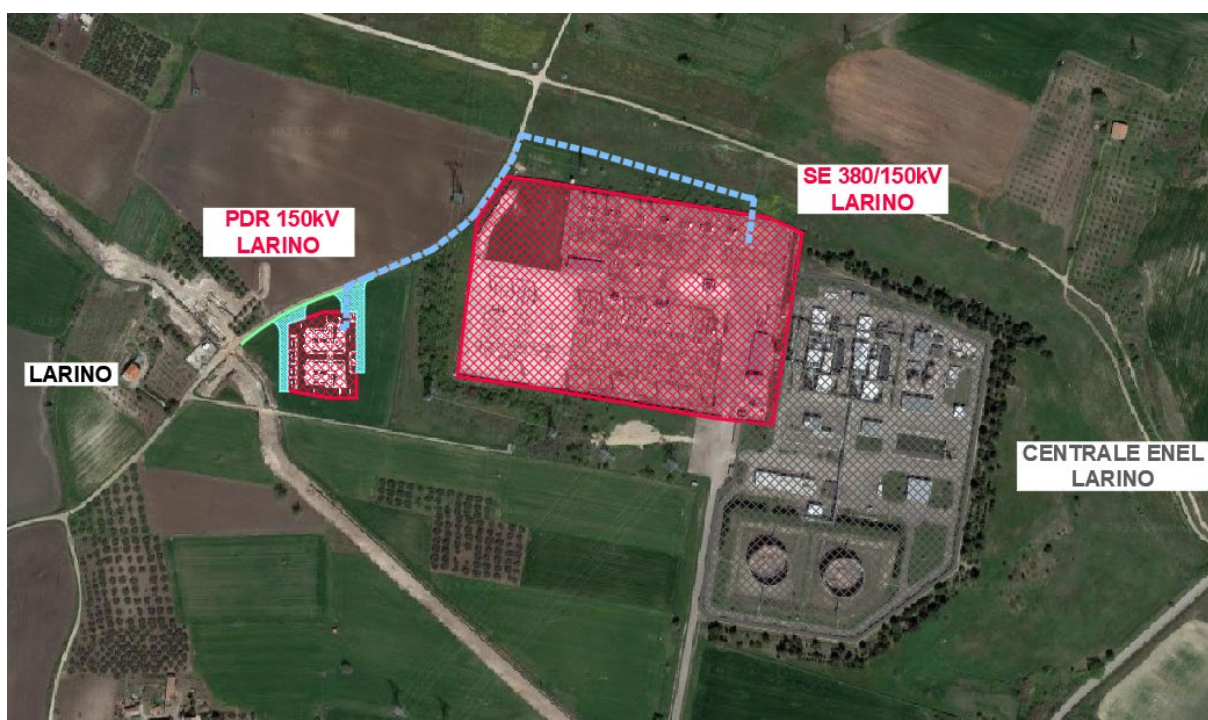 SE 380/150kV
LARINO
PDR 150kV
LARINO
LARINO
CENTRALE ENEL
LARINO